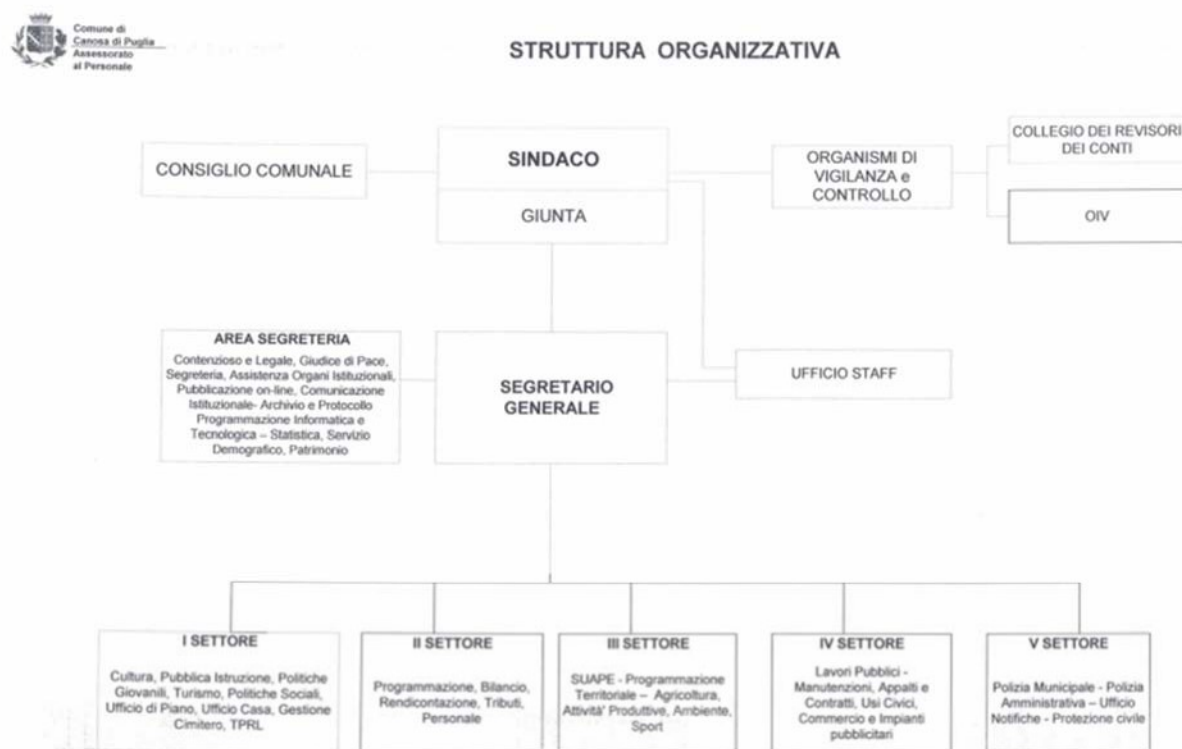 Comune di
Canosa di Puglia
Assessorato
al Personale
STRUTTURA ORGANIZZATIVA
CONSIGLIO COMUNALE
SINDACO
GIUNTA
ORGANISMI DI
VIGILANZA e
CONTROLLO
COLLEGIO DEI REVISORI
DEI CONTI
OIV
AREA SEGRETERIA
Contenzioso e Legale, Giudice di Pace,
Segreteria, Assistenza Organi Istituzionali,
Pubblicazione on-line, Comunicazione
Istituzionale- Archivio e Protocollo
Programmazione Informatica e
Tecnologica – Statistica, Servizio
Demografico, Patrimonio
SEGRETARIO
GENERALE
UFFICIO STAFF
I SETTORE
Cultura, Pubblica Istruzione, Politiche
Giovanili, Turismo, Politiche Sociali,
Ufficio di Piano, Ufficio Casa, Gestione
Cimitero, TPRL
II SETTORE
Programmazione, Bilancio,
Rendicontazione, Tributi,
Personale
III SETTORE
SUAPE - Programmazione
Territoriale – Agricoltura,
Attività' Produttive, Ambiente,
Sport
IV SETTORE
Lavori Pubblici -
Manutenzioni, Appalti e
Contratti, Usi Civici,
Commercio e Impianti
pubblicitari
V SETTORE
Polizia Municipale - Polizia
Amministrativa – Ufficio
Notifiche - Protezione civile